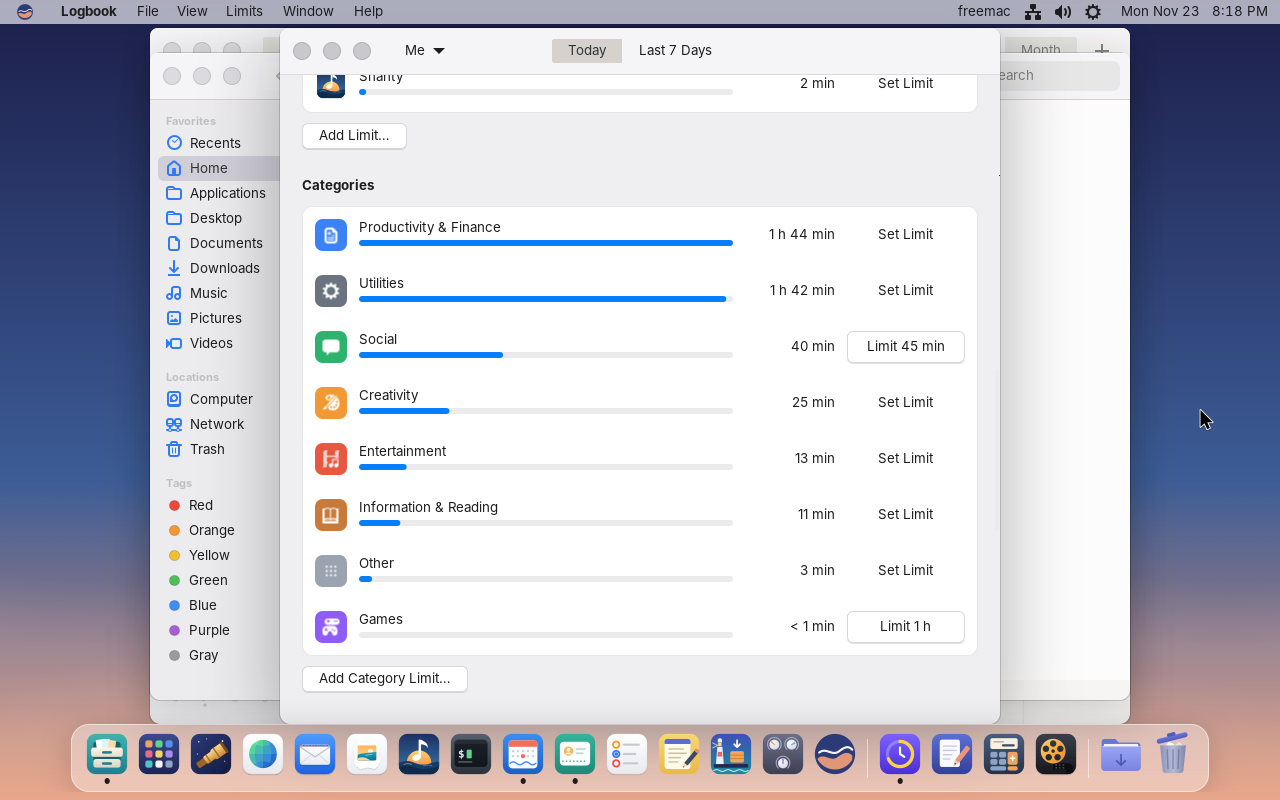 Logbook File View Limits Window Help freemac Mon Nov 23 8:18 PM
Me Today Last 7 Days Month
earch
Shanty 2 min Set Limit
Add Limit...
Categories
Productivity & Finance 1 h 44 min Set Limit
Utilities 1 h 42 min Set Limit
Social 40 min Limit 45 min
Creativity 25 min Set Limit
Entertainment 13 min Set Limit
Information & Reading 11 min Set Limit
Other 3 min Set Limit
Games < 1 min Limit 1 h
Add Category Limit...
Favorites
Recents
Home
Applications
Desktop
Documents
Downloads
Music
Pictures
Videos
Locations
Computer
Network
Trash
Tags
Red
Orange
Yellow
Green
Blue
Purple
Gray
$